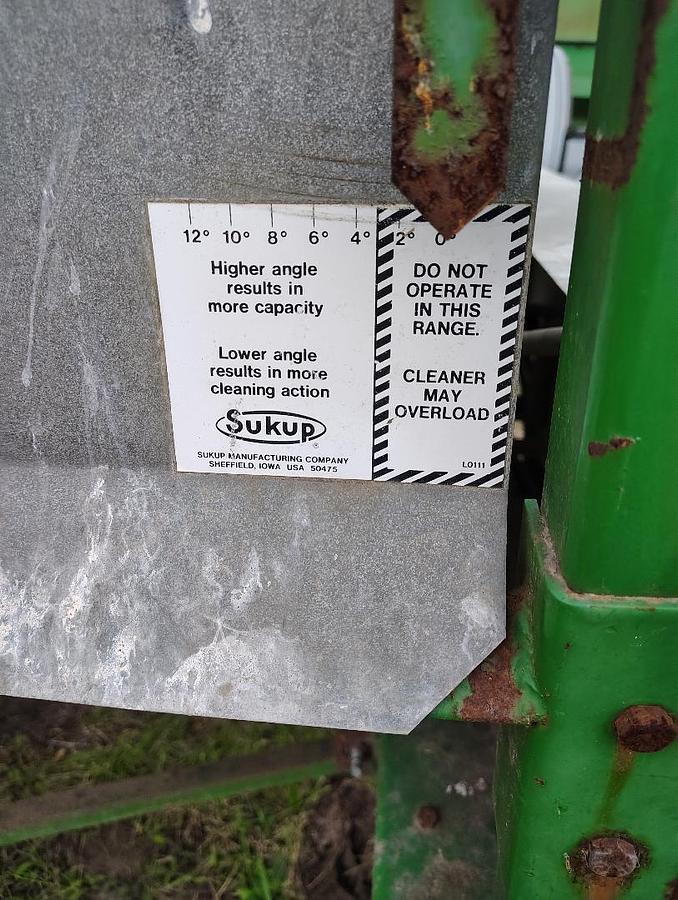 12° 10° 8° 6° 4° 2° 0°
Higher angle
results in
more capacity
Lower angle
results in more
cleaning action
Sukup
®
SUKUP MANUFACTURING COMPANY
SHEFFIELD, IOWA USA 50475
DO NOT
OPERATE
IN THIS
RANGE.
CLEANER
MAY
OVERLOAD
L0111